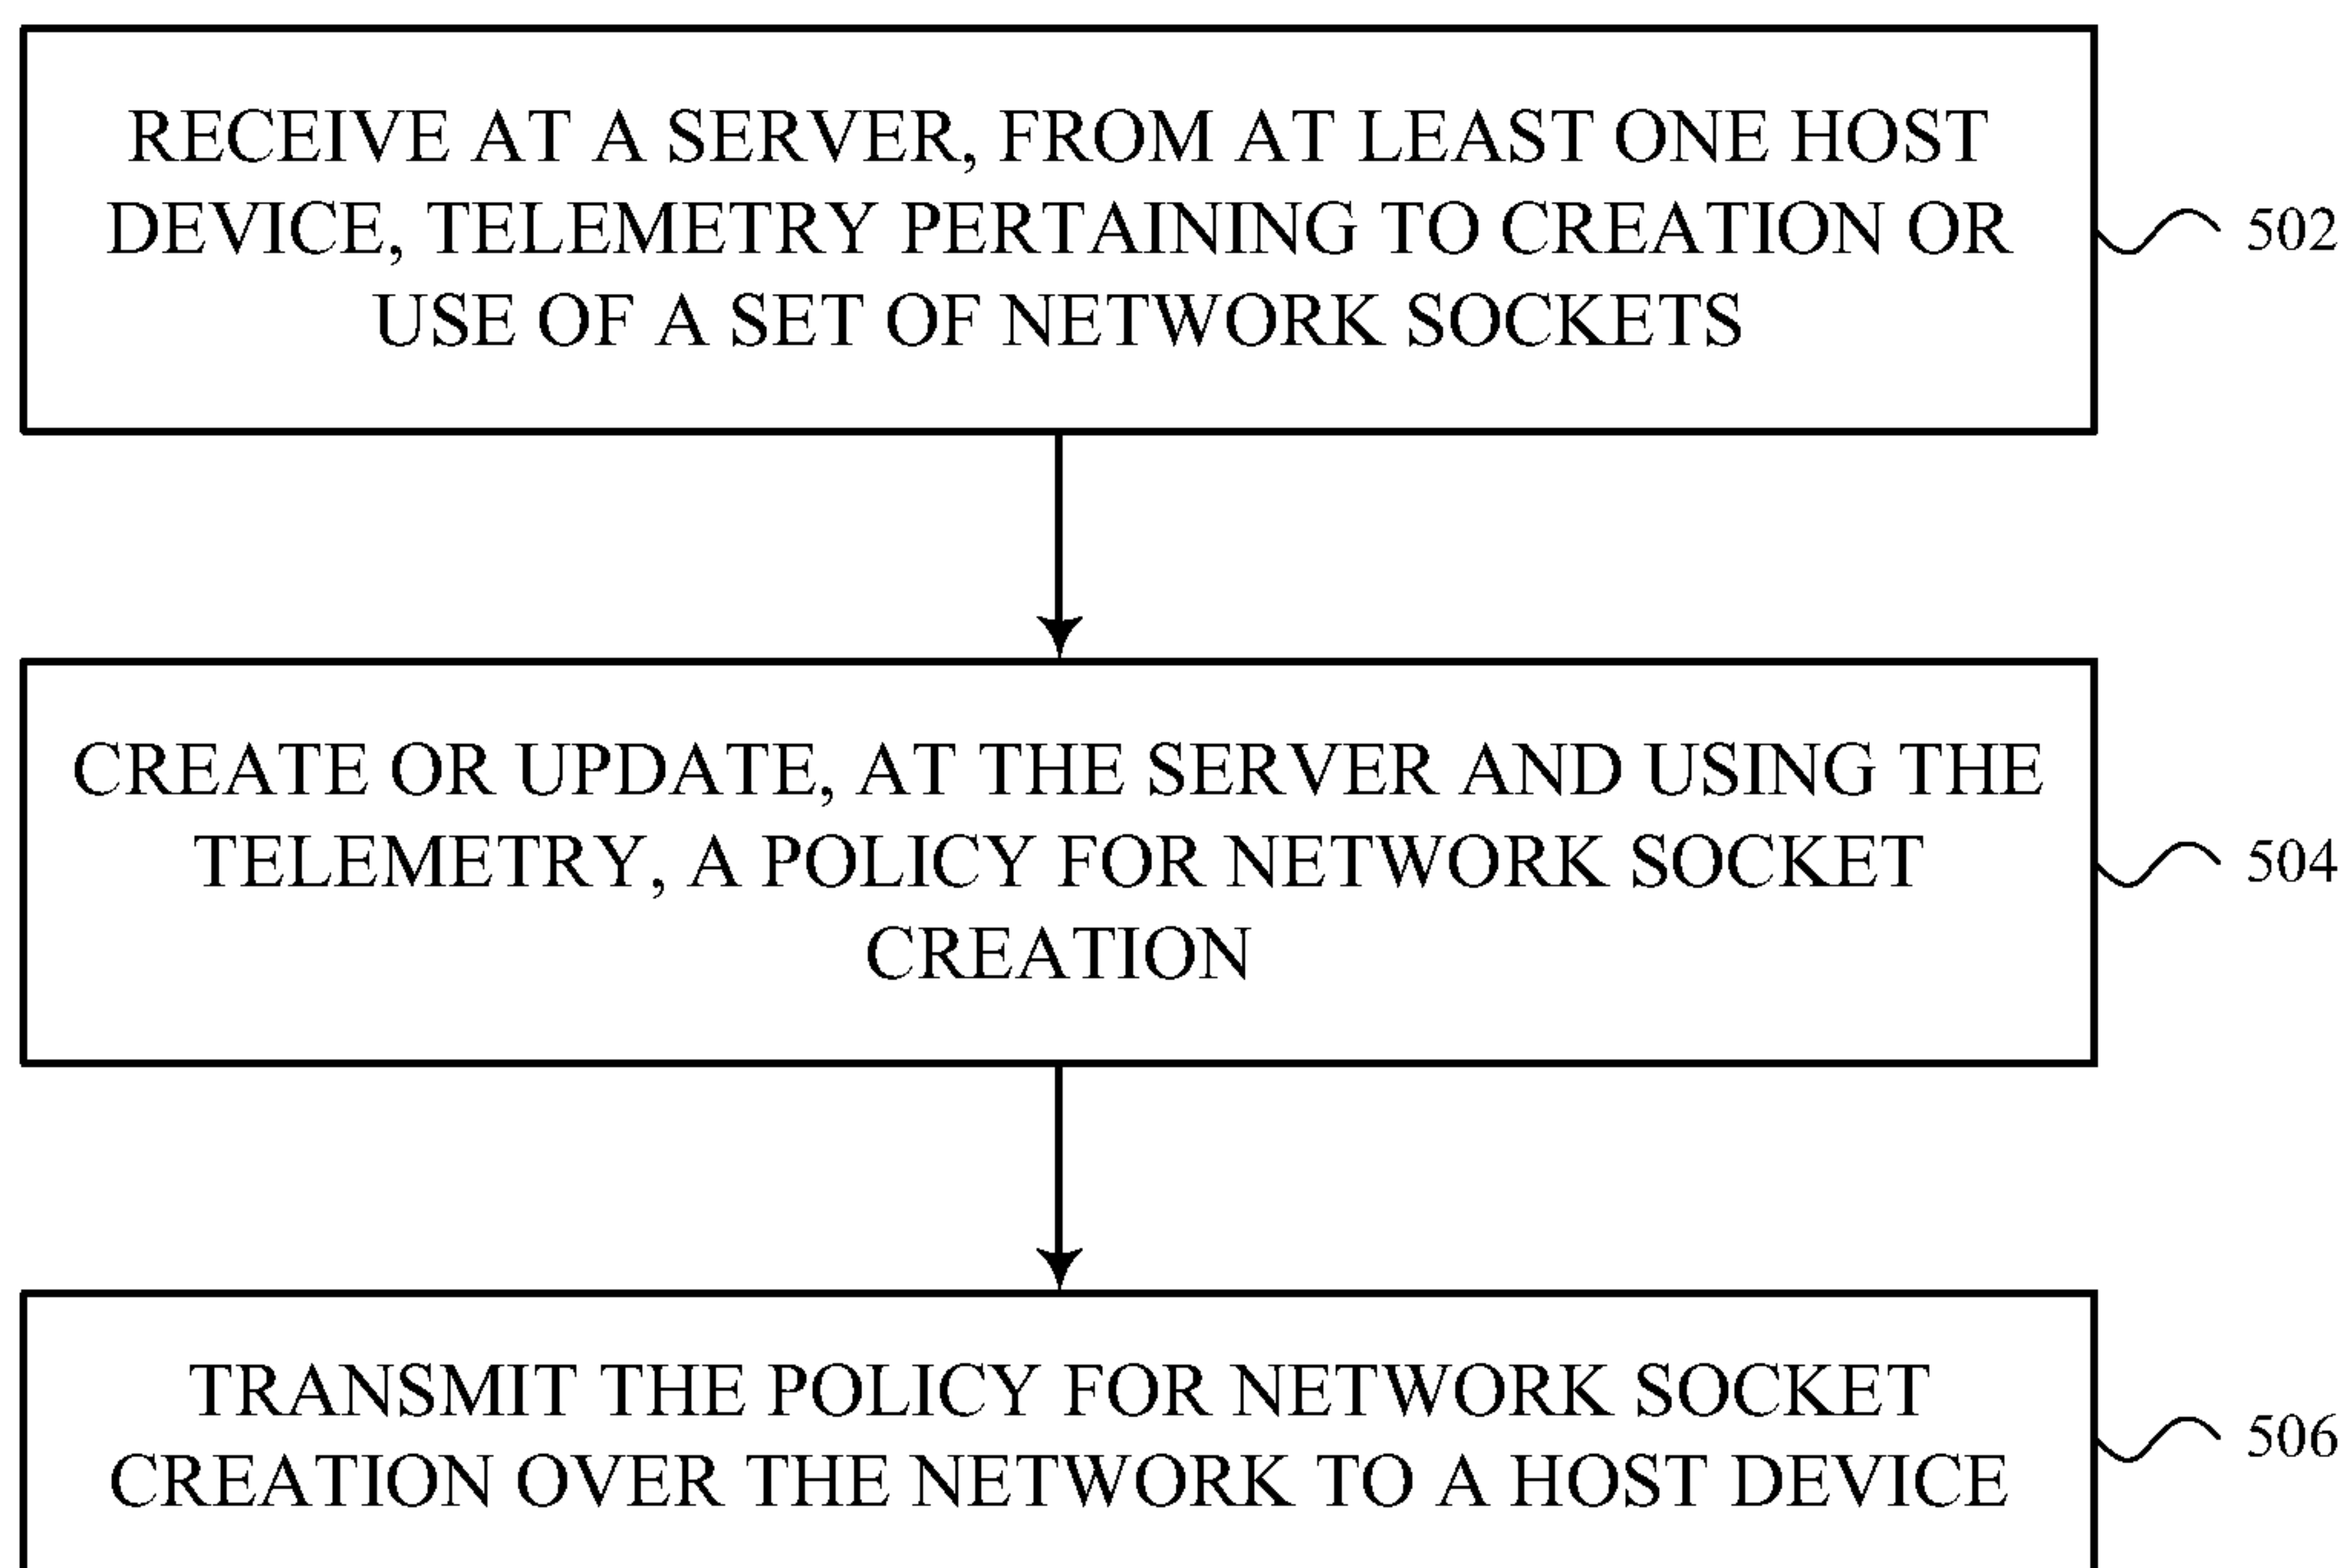 RECEIVE AT A SERVER, FROM AT LEAST ONE HOST
DEVICE, TELEMETRY PERTAINING TO CREATION OR
USE OF A SET OF NETWORK SOCKETS
502
CREATE OR UPDATE, AT THE SERVER AND USING THE
TELEMETRY, A POLICY FOR NETWORK SOCKET
CREATION
504
TRANSMIT THE POLICY FOR NETWORK SOCKET
CREATION OVER THE NETWORK TO A HOST DEVICE
506